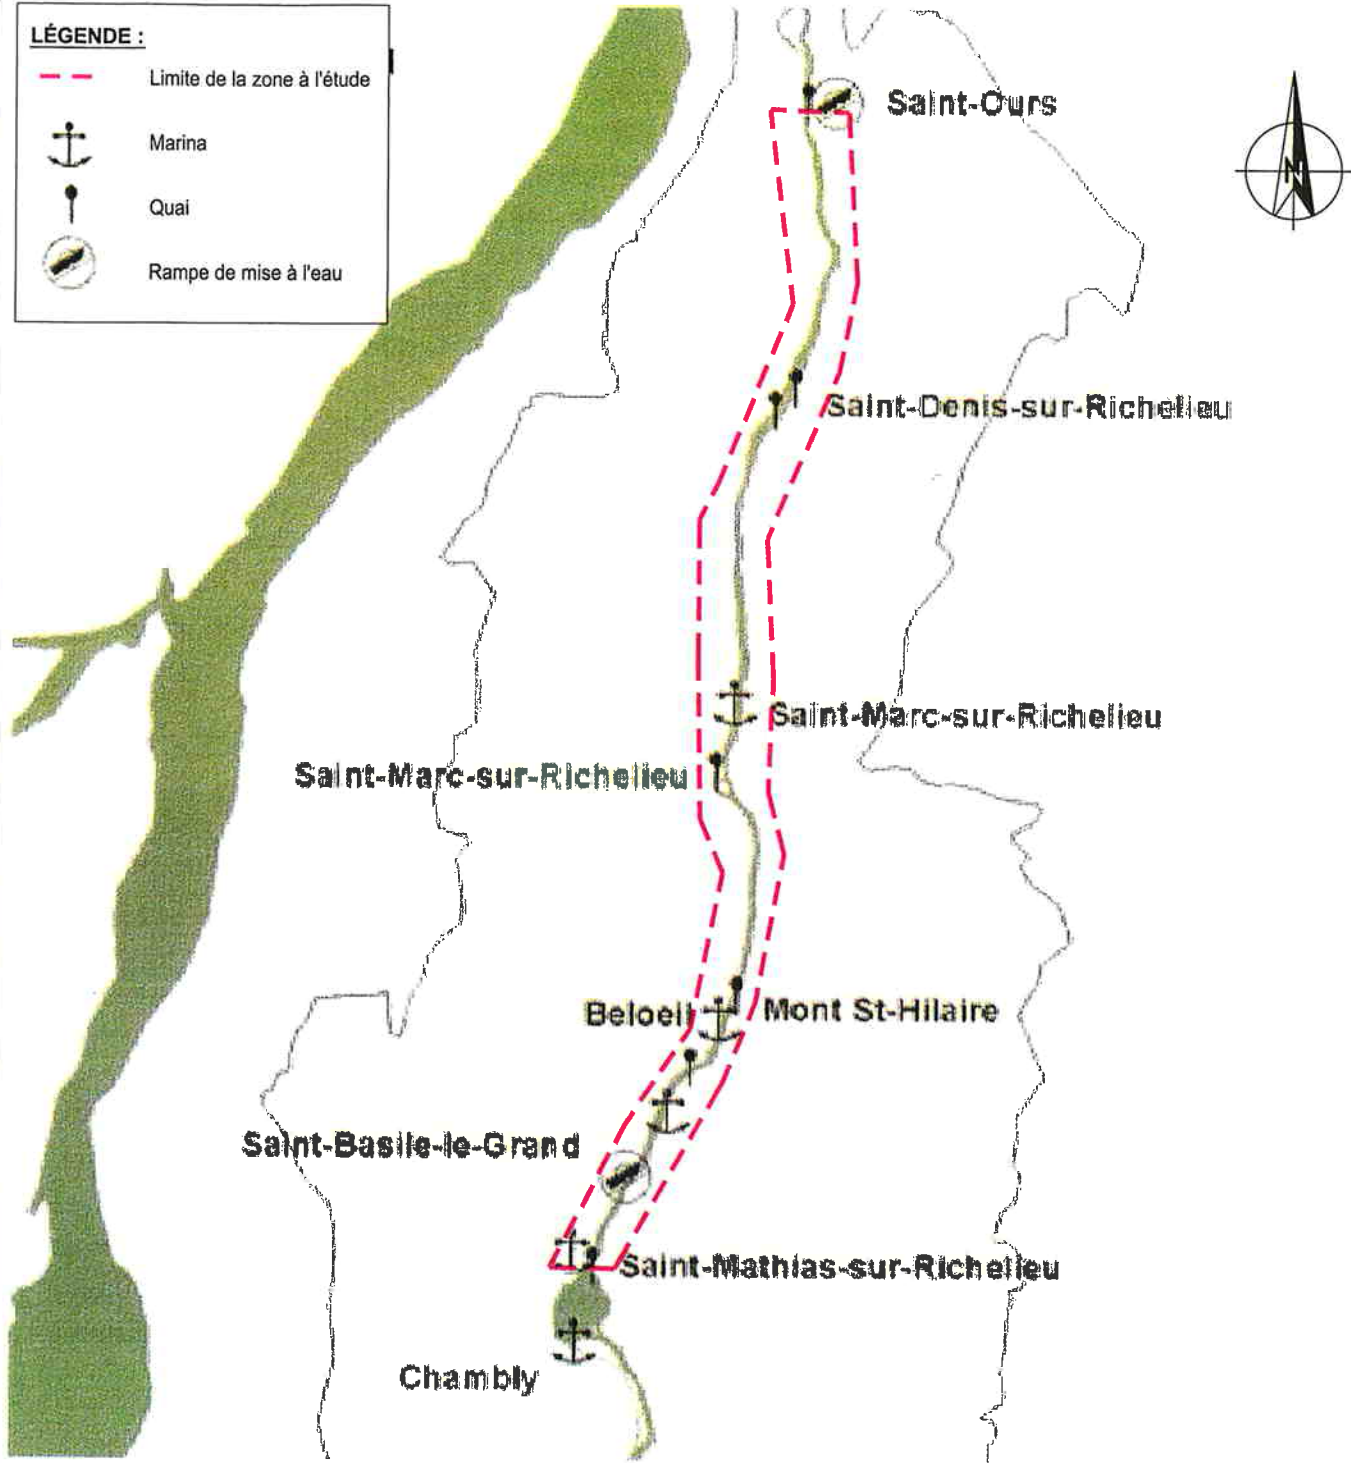 LÉGENDE :
Limite de la zone à l'étude
Marina
Quai
Rampe de mise à l'eau
N
Saint-Ours
Saint-Denis-sur-Richelieu
Saint-Marc-sur-Richelieu
Saint-Marc-sur-Richelieu
Beloeil
Mont St-Hilaire
Saint-Basile-le-Grand
Saint-Mathias-sur-Richelieu
Chambly